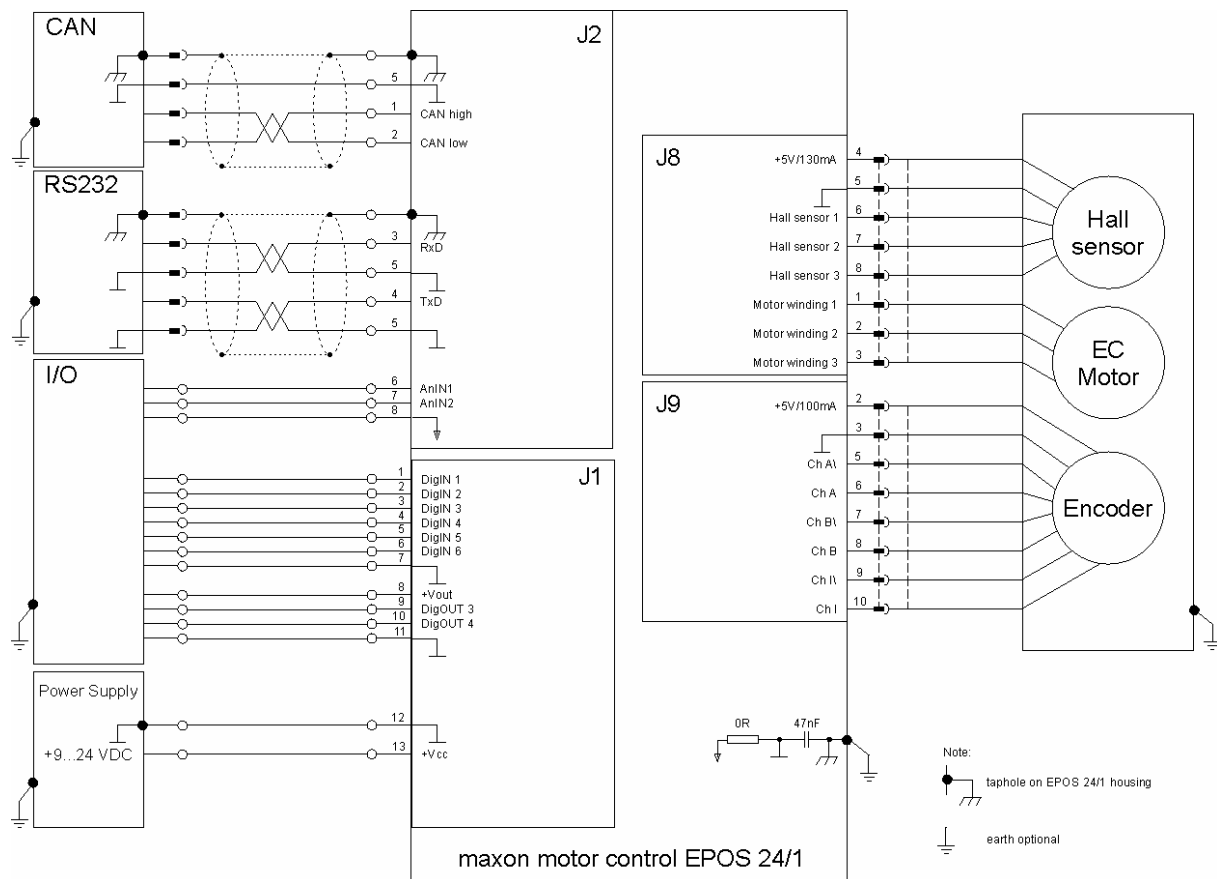 CAN
J2
5
1 CAN high
2 CAN low
RS232
3
RxD
5
4
TxD
5
I/O
6 AnIN1
7 AnIN2
8
J1
1 DigIN 1
2 DigIN 2
3 DigIN 3
4 DigIN 4
5 DigIN 5
6 DigIN 6
7
8 +Vout
9 DigOUT 3
10 DigOUT 4
11
Power Supply
+9...24 VDC
12
13 +Vcc
J8
+5V/130mA 4
5
Hall sensor 1 6
Hall sensor 2 7
Hall sensor 3 8
Motor winding 1 1
Motor winding 2 2
Motor winding 3 3
Hall
sensor
EC
Motor
J9
+5V/100mA 2
3
Ch A\ 5
Ch A 6
Ch B\ 7
Ch B 8
Ch I\ 9
Ch I 10
Encoder
0R 47nF
Note:
taphole on EPOS 24/1 housing
earth optional
maxon motor control EPOS 24/1